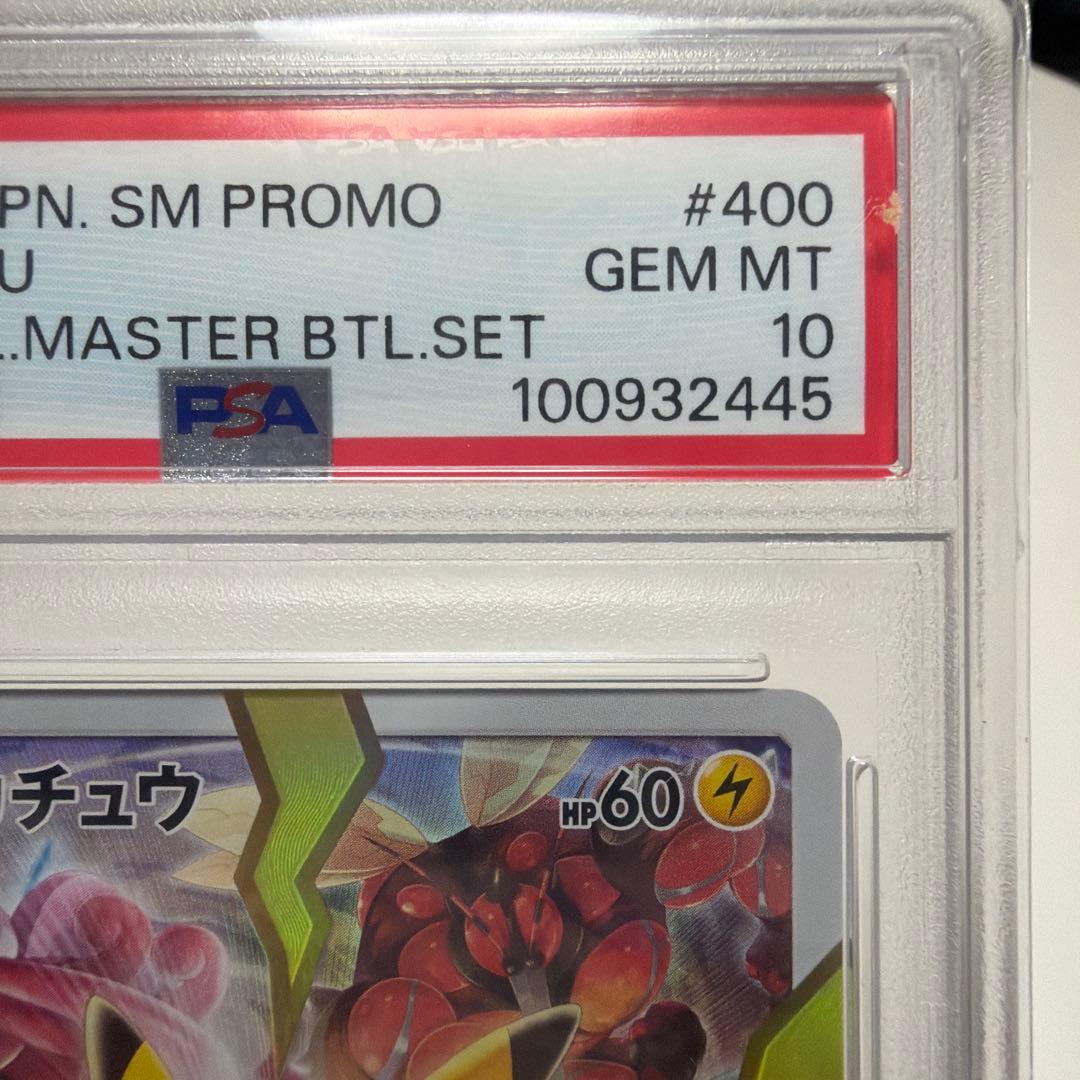 PN. SM PROMO #400
U GEM MT
.MASTER BTL.SET 10
PSA 100932445
チュウ HP60